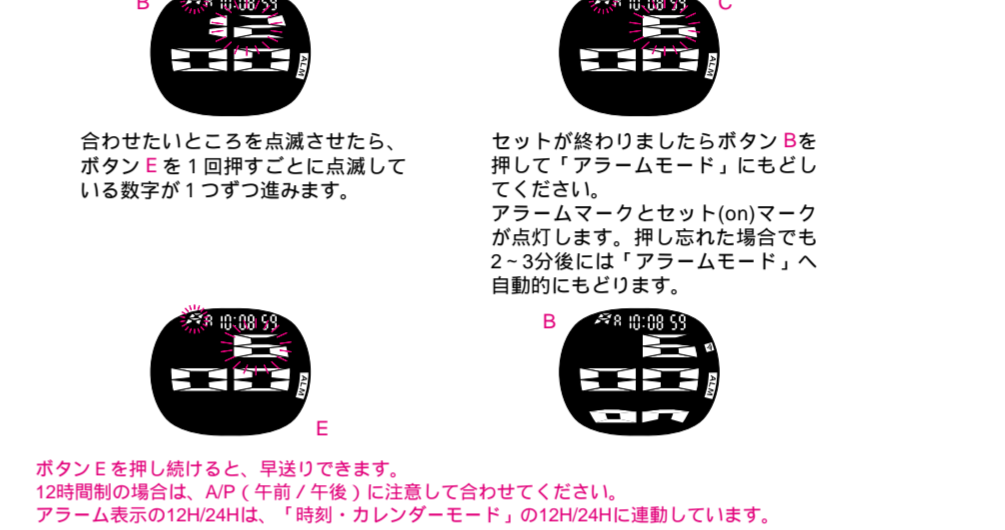 B
10:08 59
C
10:08 59
ALM
ALM
合わせたいところを点滅させたら、
ボタン E を 1 回押すごとに点滅して
いる数字が 1 つずつ進みます。
セットが終わりましたらボタン Bを
押して「アラームモード」にもどし
てください。
アラームマークとセット(on)マーク
が点灯します。押し忘れた場合でも
2～3分後には「アラームモード」へ
自動的にもどります。
A 10:08 59
ALM
E
B
A 10:08 59
ALM
on
ボタン E を押し続けると、早送りできます。
12時間制の場合は、A/P（午前／午後）に注意して合わせてください。
アラーム表示の12H/24Hは、「時刻・カレンダーモード」の12H/24Hに連動しています。